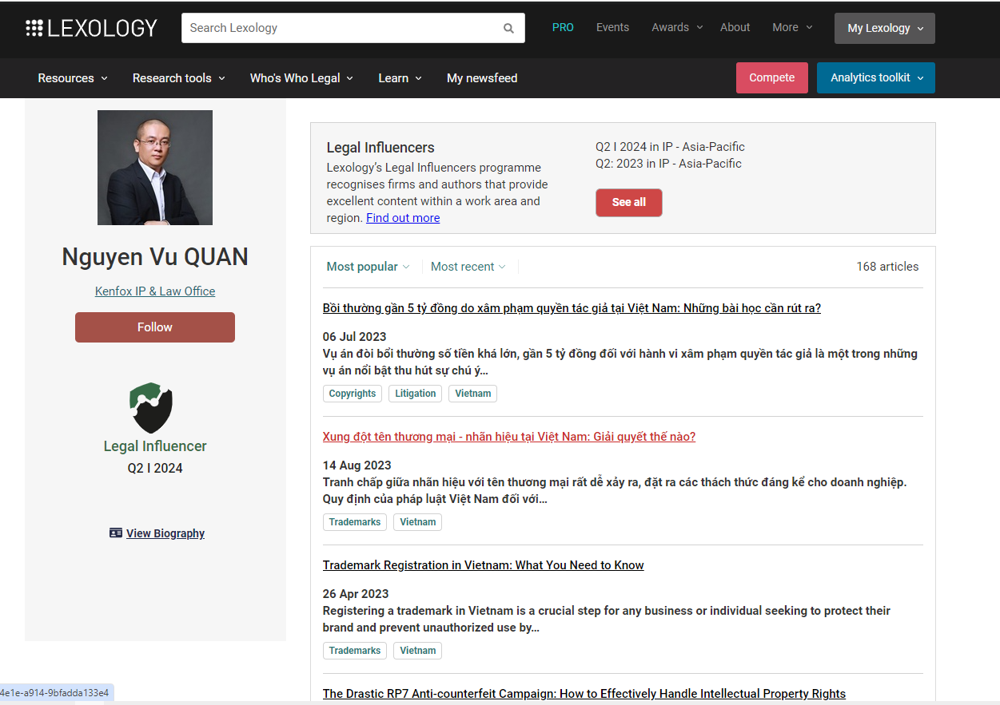 LEXOLOGY
Search Lexology
PRO
Events
Awards
About
More
My Lexology
Resources
Research tools
Who's Who Legal
Learn
My newsfeed
Compete
Analytics toolkit
Nguyen Vu QUAN
Kenfox IP & Law Office
Follow
Legal Influencer
Q2 I 2024
View Biography
Legal Influencers
Lexology’s Legal Influencers programme
recognises firms and authors that provide
excellent content within a work area and
region. Find out more
Q2 I 2024 in IP - Asia-Pacific
Q2: 2023 in IP - Asia-Pacific
See all
Most popular
Most recent
168 articles
Bồi thường gần 5 tỷ đồng do xâm phạm quyền tác giả tại Việt Nam: Những bài học cần rút ra?
06 Jul 2023
Vụ án đòi bồi thường số tiền khá lớn, gần 5 tỷ đồng đối với hành vi xâm phạm quyền tác giả là một trong những
vụ án nổi bật thu hút sự chú ý…
Copyrights
Litigation
Vietnam
Xung đột tên thương mại - nhãn hiệu tại Việt Nam: Giải quyết thế nào?
14 Aug 2023
Tranh chấp giữa nhãn hiệu với tên thương mại rất dễ xảy ra, đặt ra các thách thức đáng kể cho doanh nghiệp.
Quy định của pháp luật Việt Nam đối với…
Trademarks
Vietnam
Trademark Registration in Vietnam: What You Need to Know
26 Apr 2023
Registering a trademark in Vietnam is a crucial step for any business or individual seeking to protect their
brand and prevent unauthorized use by…
Trademarks
Vietnam
The Drastic RP7 Anti-counterfeit Campaign: How to Effectively Handle Intellectual Property Rights
4e1e-a914-9bfadda133e4